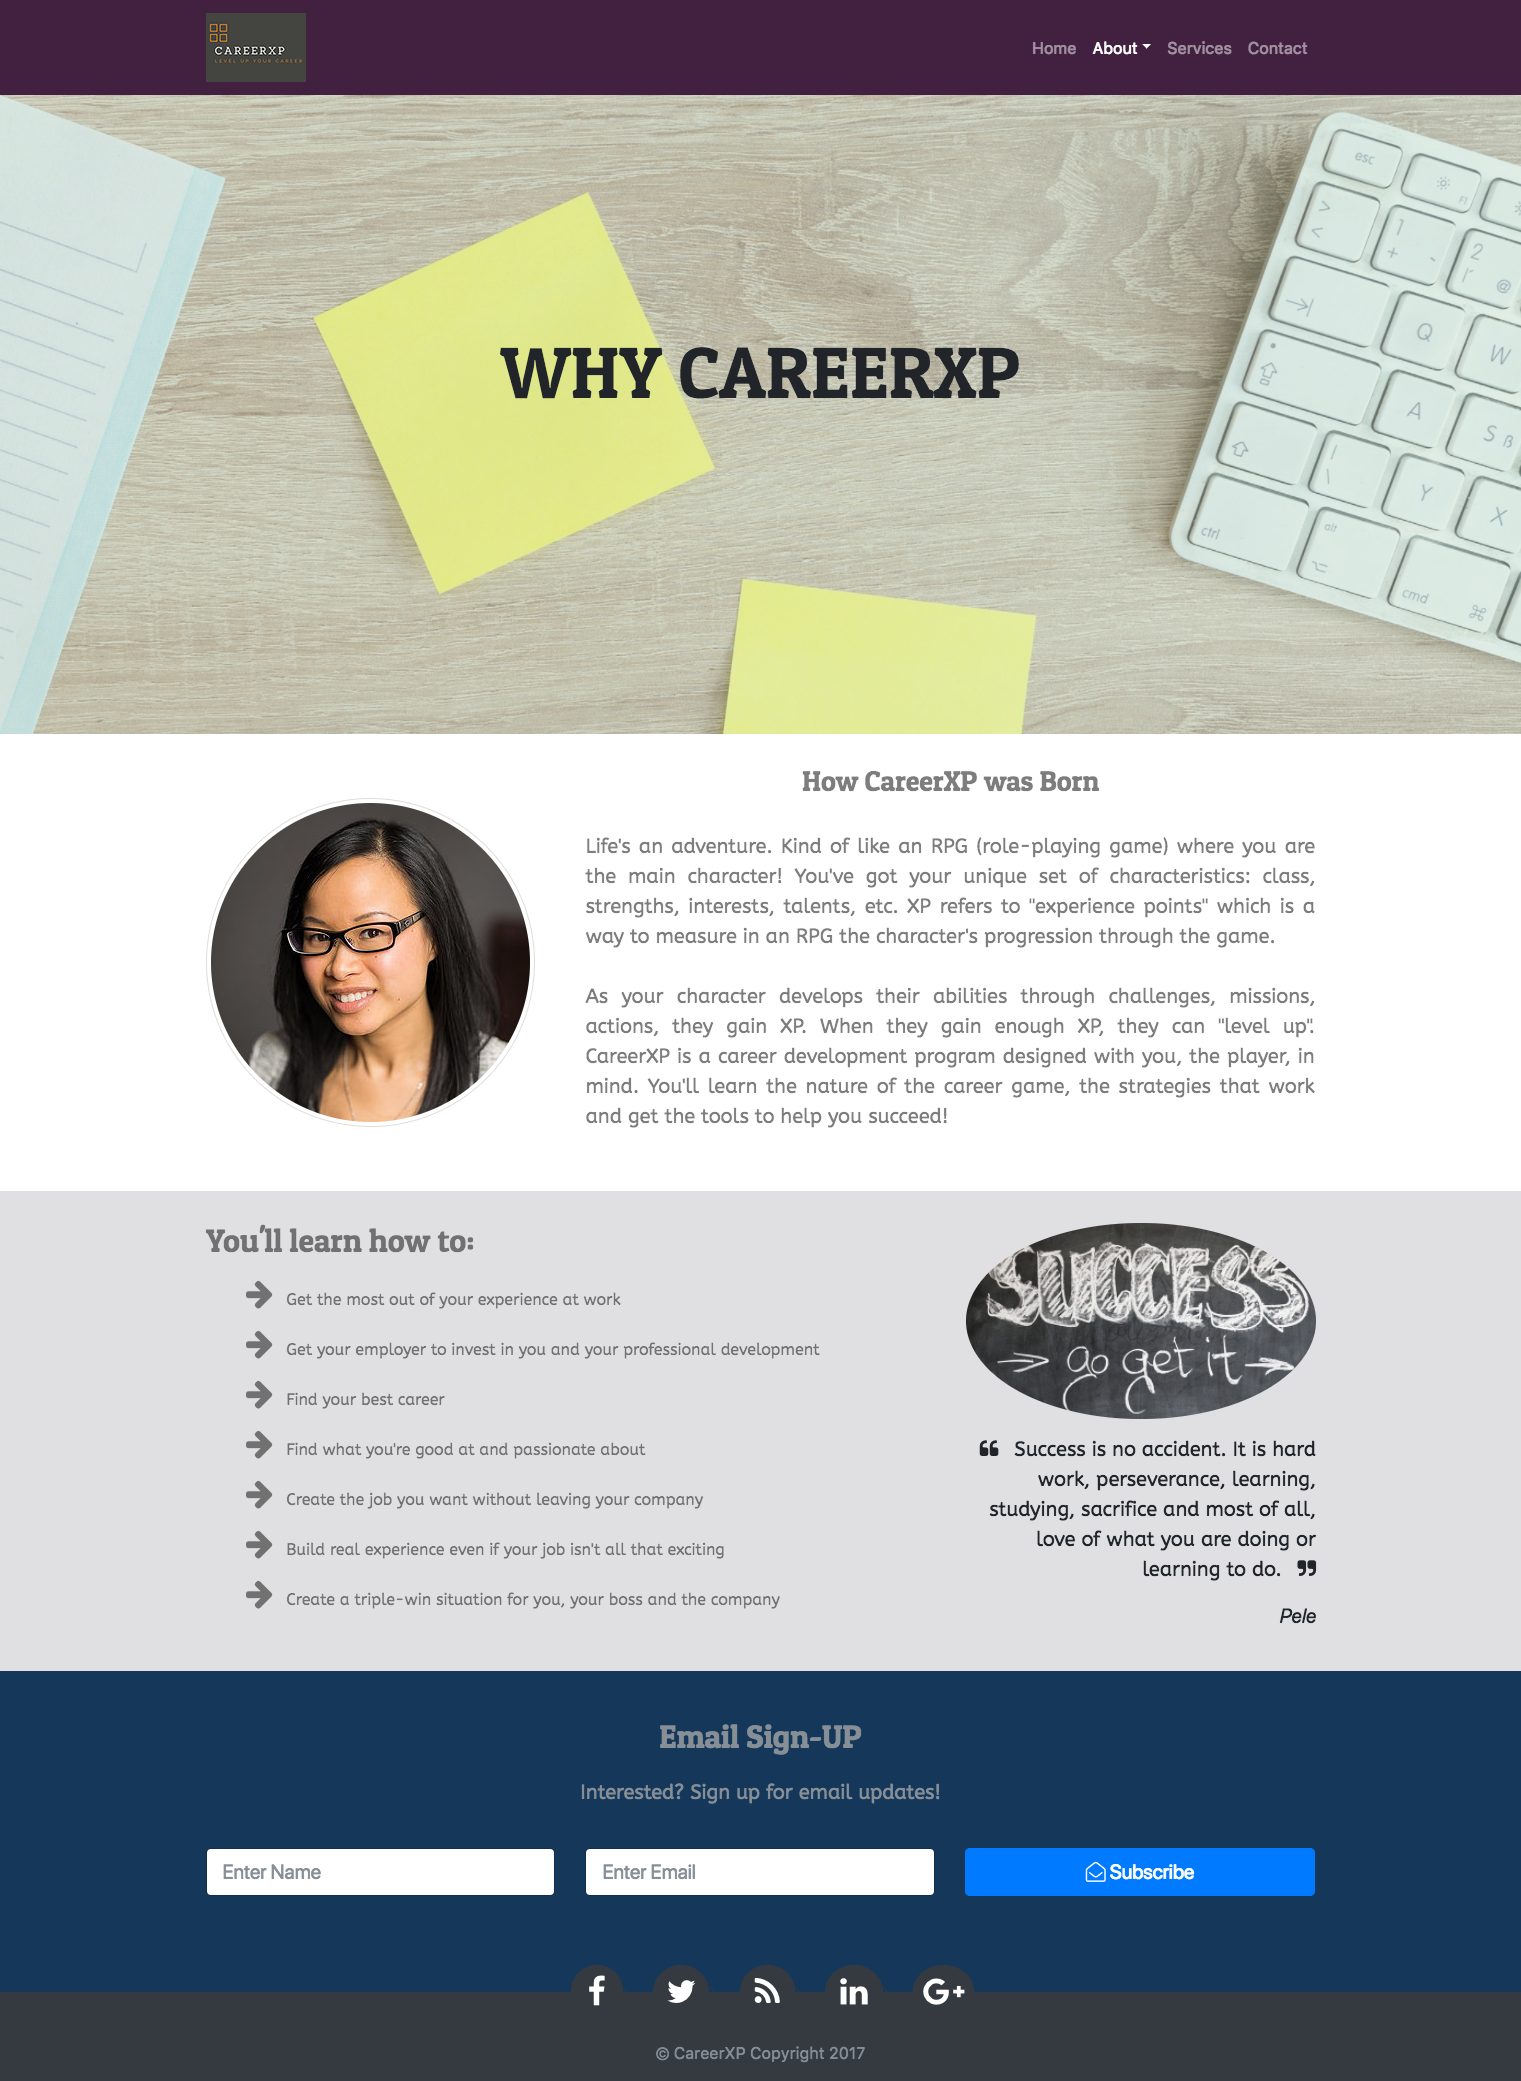 CAREERXP
LEVEL UP YOUR CAREER
Home About Services Contact
esc
F1
>
<
1
+ -
2
r @
Q
W
A
S ß
/
\
Y
X
ctrl
alt
cmd
WHY CAREERXP
How CareerXP was Born
Life's an adventure. Kind of like an RPG (role-playing game) where you are
the main character! You've got your unique set of characteristics: class,
strengths, interests, talents, etc. XP refers to "experience points" which is a
way to measure in an RPG the character's progression through the game.
As your character develops their abilities through challenges, missions,
actions, they gain XP. When they gain enough XP, they can "level up".
CareerXP is a career development program designed with you, the player, in
mind. You'll learn the nature of the career game, the strategies that work
and get the tools to help you succeed!
You'll learn how to:
Get the most out of your experience at work
Get your employer to invest in you and your professional development
Find your best career
Find what you're good at and passionate about
Create the job you want without leaving your company
Build real experience even if your job isn't all that exciting
Create a triple-win situation for you, your boss and the company
SUCCESS
→ go get it →
“ Success is no accident. It is hard
work, perseverance, learning,
studying, sacrifice and most of all,
love of what you are doing or
learning to do. ”
Pele
Email Sign-UP
Interested? Sign up for email updates!
Enter Name
Enter Email
Subscribe
f in G+
© CareerXP Copyright 2017